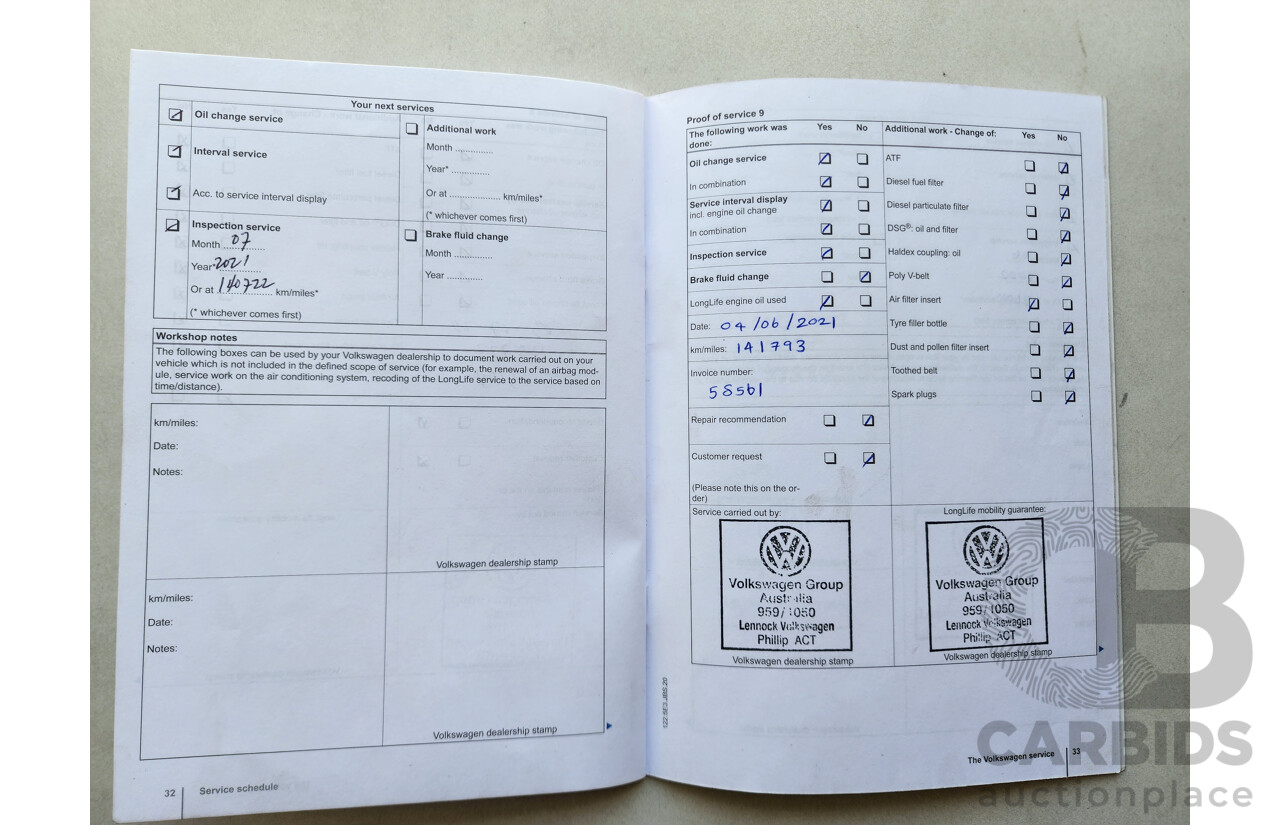 Your next services
Oil change service
Interval service
Acc. to service interval display
Inspection service
Month 07
Year* 2021
Or at 140722 km/miles*
(* whichever comes first)
Additional work
Month .............
Year* .............
Or at .................. km/miles*
(* whichever comes first)
Brake fluid change
Month .............
Year ............
Workshop notes
The following boxes can be used by your Volkswagen dealership to document work carried out on your
vehicle which is not included in the defined scope of service (for example, the renewal of an airbag mod-
ule, service work on the air conditioning system, recoding of the LongLife service to the service based on
time/distance).
km/miles:
Date:
Notes:
Volkswagen dealership stamp
km/miles:
Date:
Notes:
Volkswagen dealership stamp
32 Service schedule
Proof of service 9
The following work was
done:
Yes No
Oil change service
In combination
Service interval display
incl. engine oil change
In combination
Inspection service
Brake fluid change
LongLife engine oil used
Date: 04/06/2021
km/miles: 141793
Invoice number:
58561
Repair recommendation
Customer request
(Please note this on the or-
der)
Additional work - Change of: Yes No
ATF
Diesel fuel filter
Diesel particulate filter
DSG®: oil and filter
Haldex coupling: oil
Poly V-belt
Air filter insert
Tyre filler bottle
Dust and pollen filter insert
Toothed belt
Spark plugs
Service carried out by:
Volkswagen Group
Australia
959/1050
Lennock Volkswagen
Phillip ACT
Volkswagen dealership stamp
LongLife mobility guarantee:
Volkswagen Group
Australia
959/1050
Lennock Volkswagen
Phillip ACT
Volkswagen dealership stamp
122.5E3.JBS.20
The Volkswagen service 33
CARBIDS
auctionplace